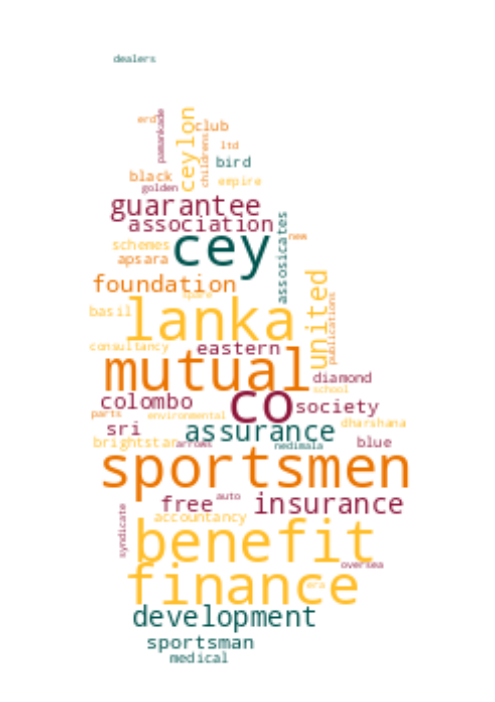 dealers
erd
pamankade
ceylon
club
childrens
ltd
bird
black
empire
golden
guarantee
association
assosicates
new
cey
schemes
apsara
foundation
united
publications
lanka
basil
eastern
consultancy
mutual
diamond
school
co
colombo
society
parts
environmental
dharihana
sri
assurance
brightstar
arrows
nedimala
blue
sportsmen
auto
free
insurance
syndicate
accountancy
benefit
oversea
finance
era
development
sportsman
medical